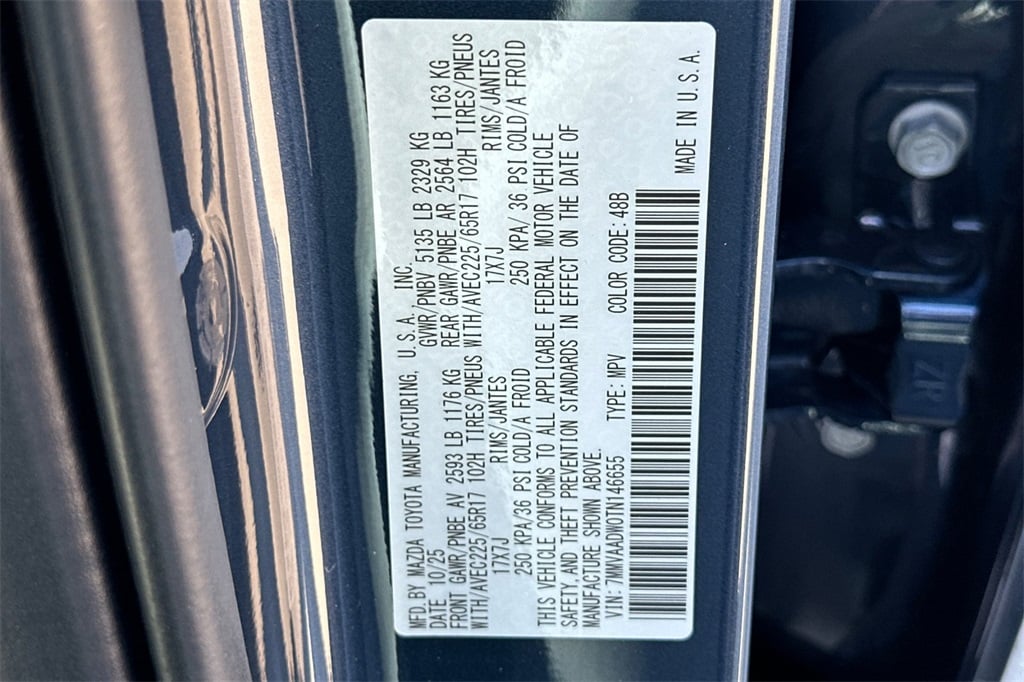 MFD. BY MAZDA TOYOTA MANUFACTURING, U.S.A., INC.
DATE 10/25 GVWR/PNBV 5135 LB 2329 KG
FRONT GAWR/PNBE AV 2593 LB 1176 KG REAR GAWR/PNBE AR 2564 LB 1163 KG
WITH/AVEC225/65R17 102H TIRES/PNEUS WITH/AVEC225/65R17 102H TIRES/PNEUS
17X7J RIMS/JANTES 17X7J RIMS/JANTES
250 KPA/36 PSI COLD/A FROID 250 KPA/ 36 PSI COLD/A FROID
THIS VEHICLE CONFORMS TO ALL APPLICABLE FEDERAL MOTOR VEHICLE
SAFETY, AND THEFT PREVENTION STANDARDS IN EFFECT ON THE DATE OF
MANUFACTURE SHOWN ABOVE.
VIN: 7MMVAADW0TN146655 TYPE: MPV COLOR CODE: 48B
MADE IN U.S.A.
ZR